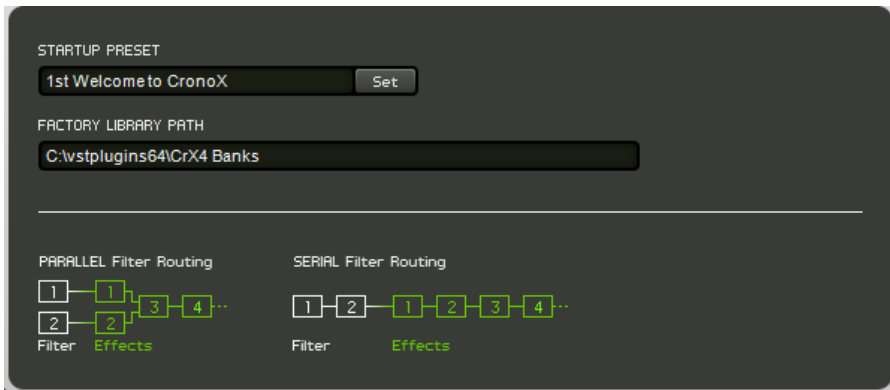 STARTUP PRESET
1st Welcome to CronoX
Set
FACTORY LIBRARY PATH
C:\vstplugins64\CrX4 Banks
PARALLEL Filter Routing
1 1
3 4
2 2
Filter Effects
SERIAL Filter Routing
1 2 1 2 3 4
Filter Effects